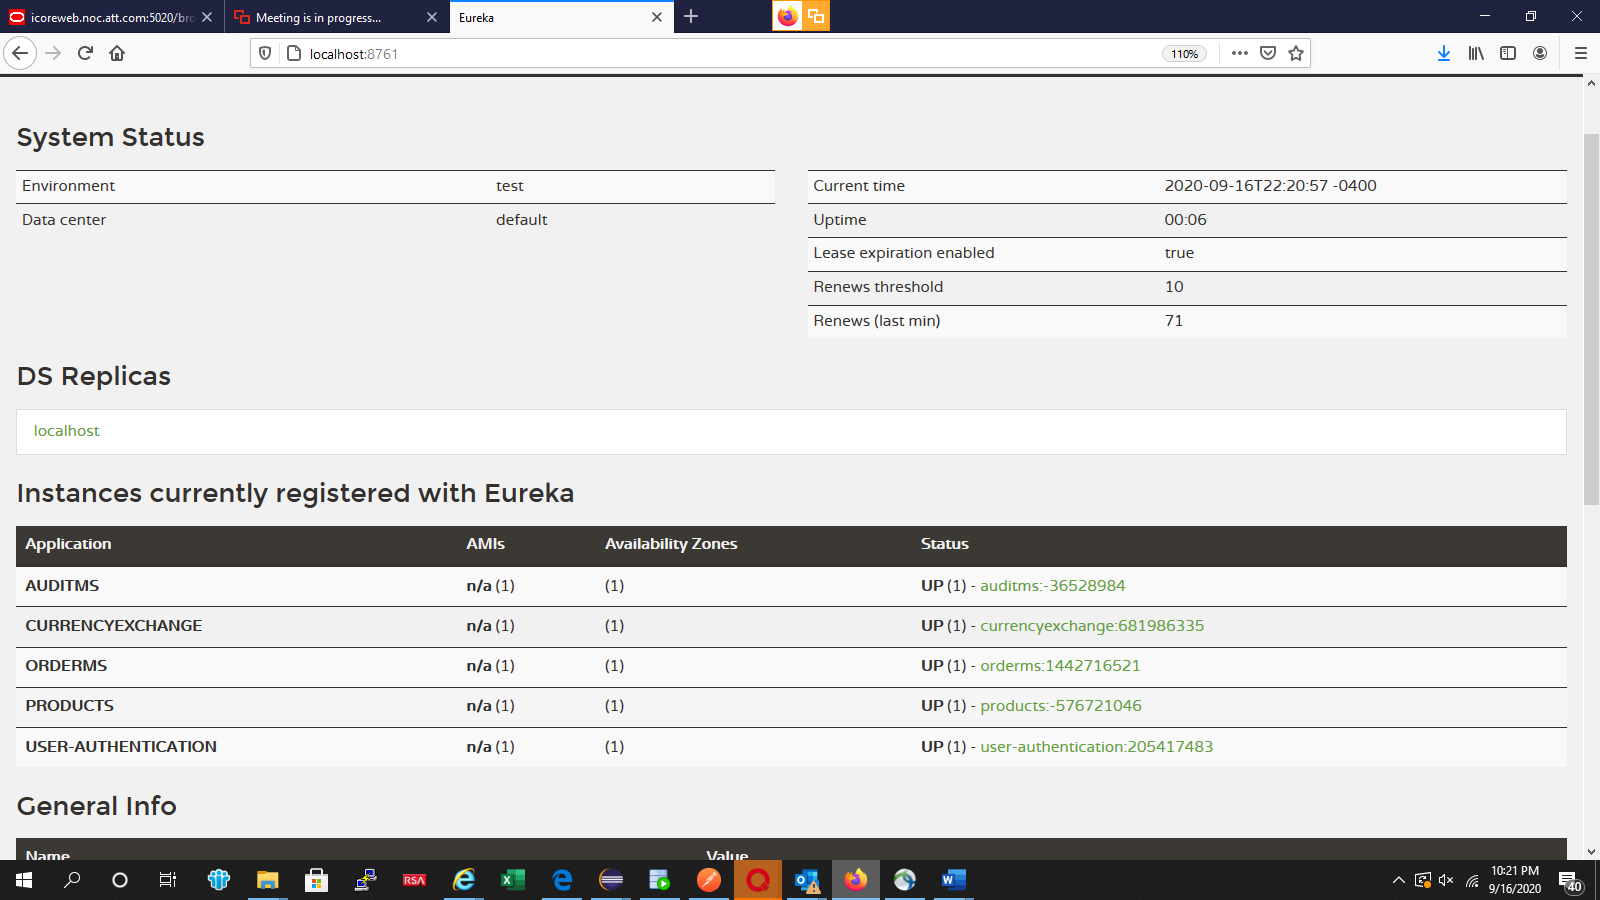 icoreweb.noc.att.com:5020/bro
Meeting is in progress...
Eureka
localhost:8761
110%
System Status
Environment test
Data center default
Current time 2020-09-16T22:20:57 -0400
Uptime 00:06
Lease expiration enabled true
Renews threshold 10
Renews (last min) 71
DS Replicas
localhost
Instances currently registered with Eureka
Application AMIs Availability Zones Status
AUDITMS n/a (1) (1) UP (1) - auditms:-36528984
CURRENCYEXCHANGE n/a (1) (1) UP (1) - currencyexchange:681986335
ORDERMS n/a (1) (1) UP (1) - orderms:1442716521
PRODUCTS n/a (1) (1) UP (1) - products:-576721046
USER-AUTHENTICATION n/a (1) (1) UP (1) - user-authentication:205417483
General Info
Name Value
RSA
10:21 PM
9/16/2020
40